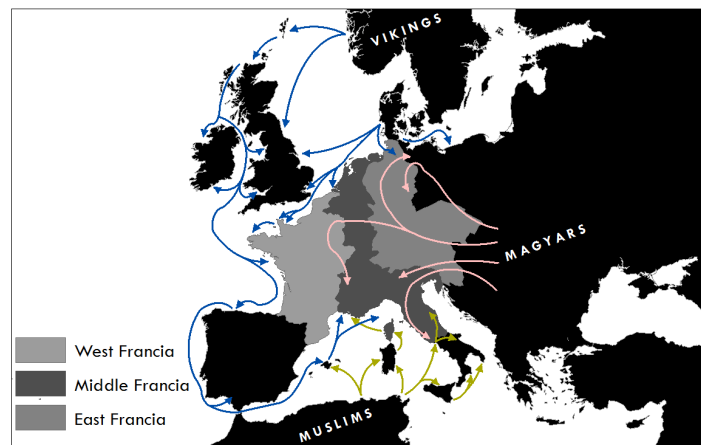 VIKINGS
MAGYARS
West Francia
Middle Francia
East Francia
MUSLIMS